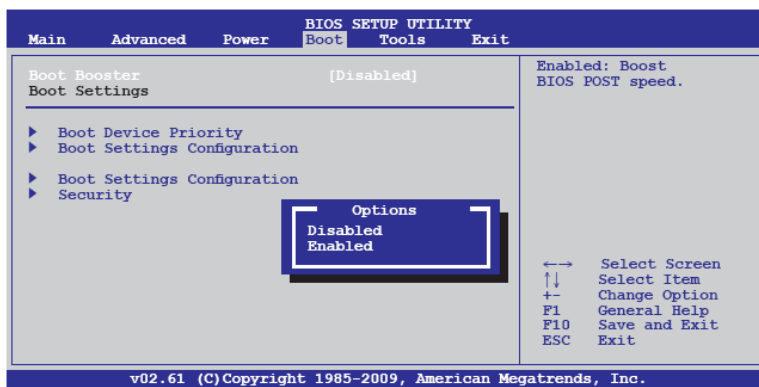 BIOS SETUP UTILITY
Main Advanced Power Boot Tools Exit
Boot Booster [Disabled]
Boot Settings
Boot Device Priority
Boot Settings Configuration
Boot Settings Configuration
Security
Options
Disabled
Enabled
Enabled: Boost
BIOS POST speed.
←→ Select Screen
↑↓ Select Item
+- Change Option
F1 General Help
F10 Save and Exit
ESC Exit
v02.61 (C)Copyright 1985-2009, American Megatrends, Inc.